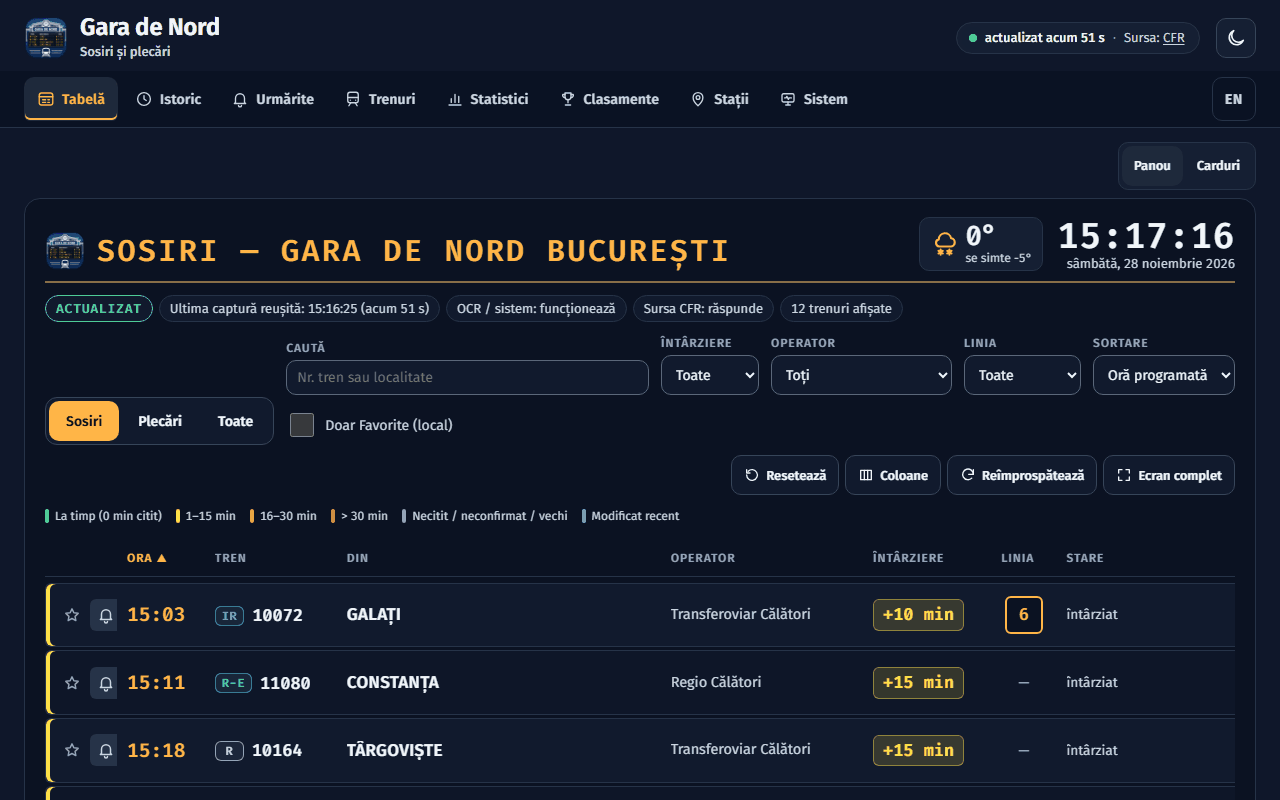 Gara de Nord
Sosiri și plecări
actualizat acum 51 s · Sursa: CFR
Tabelă Istoric Urmărite Trenuri Statistici Clasamente Stații Sistem EN
Panou Carduri
SOSIRI — GARA DE NORD BUCUREȘTI
0°
se simte -5°
15:17:16
sâmbătă, 28 noiembrie 2026
ACTUALIZAT Ultima captură reușită: 15:16:25 (acum 51 s) OCR / sistem: funcționează Sursa CFR: răspunde 12 trenuri afișate
CAUTĂ ÎNTÂRZIERE OPERATOR LINIA SORTARE
Nr. tren sau localitate Toate Toți Toate Oră programată
Sosiri Plecări Toate Doar Favorite (local)
Resetează Coloane Reîmprospătează Ecran complet
La timp (0 min citit) 1–15 min 16–30 min > 30 min Necitit / neconfirmat / vechi Modificat recent
ORA ▲ TREN DIN OPERATOR ÎNTÂRZIERE LINIA STARE
15:03 IR 10072 GALAȚI Transferoviar Călători +10 min 6 întârziat
15:11 R-E 11080 CONSTANȚA Regio Călători +15 min — întârziat
15:18 R 10164 TÂRGOVIȘTE Transferoviar Călători +15 min — întârziat